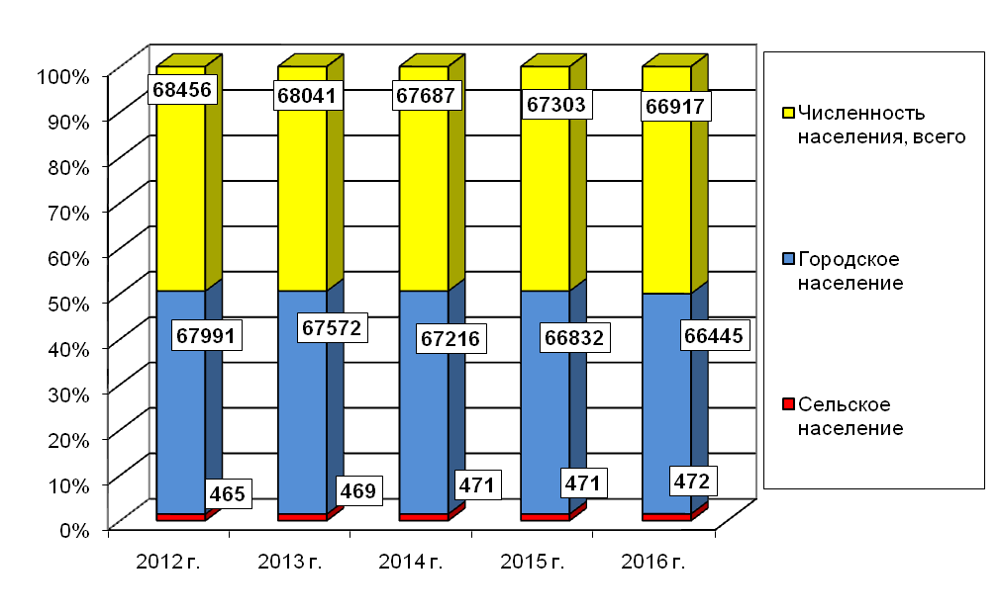 100%
90%
80%
70%
60%
50%
40%
30%
20%
10%
0%
68456
68041
67687
67303
66917
67991
67572
67216
66832
66445
465
469
471
471
472
2012 г.
2013 г.
2014 г.
2015 г.
2016 г.
Численность
населения, всего
Городское
население
Сельское
население